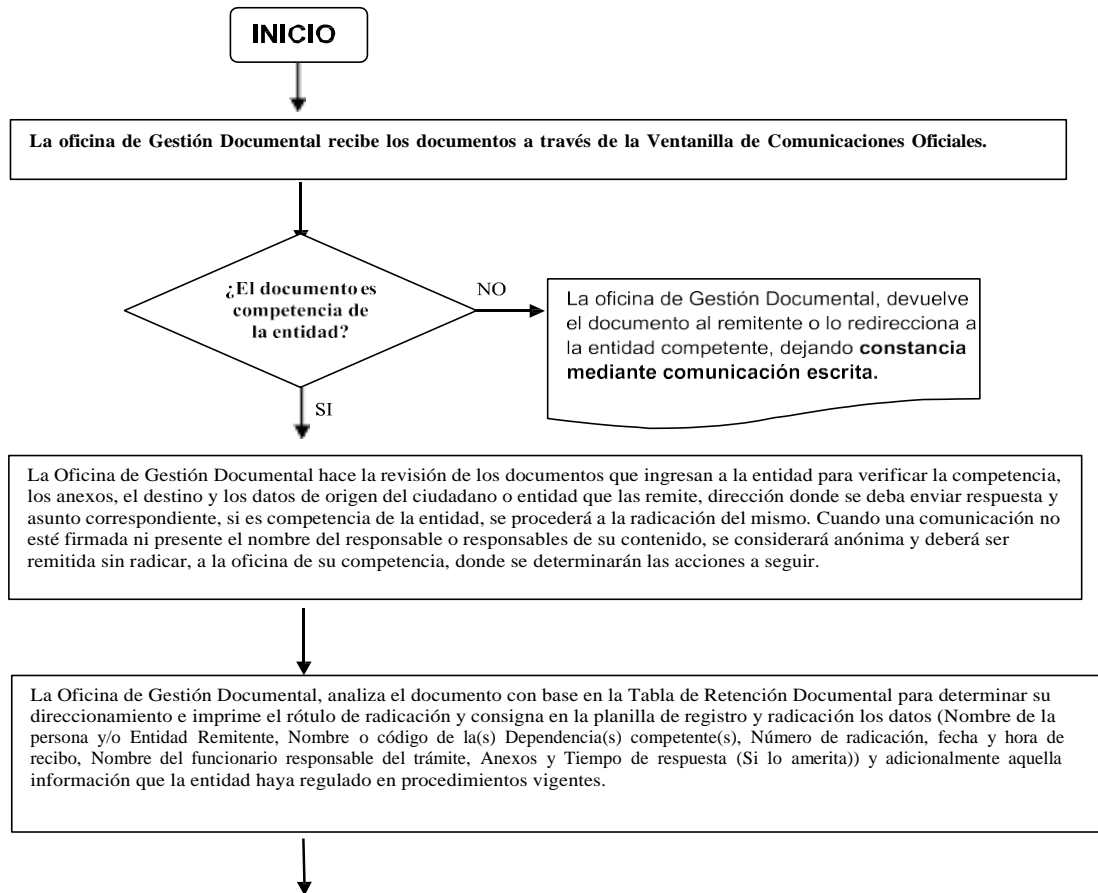 INICIO
La oficina de Gestión Documental recibe los documentos a través de la Ventanilla de Comunicaciones Oficiales.
¿El documento es
competencia de
la entidad?
NO
La oficina de Gestión Documental, devuelve
el documento al remitente o lo redirecciona a
la entidad competente, dejando constancia
mediante comunicación escrita.
SI
La Oficina de Gestión Documental hace la revisión de los documentos que ingresan a la entidad para verificar la competencia,
los anexos, el destino y los datos de origen del ciudadano o entidad que las remite, dirección donde se deba enviar respuesta y
asunto correspondiente, si es competencia de la entidad, se procederá a la radicación del mismo. Cuando una comunicación no
esté firmada ni presente el nombre del responsable o responsables de su contenido, se considerará anónima y deberá ser
remitida sin radicar, a la oficina de su competencia, donde se determinarán las acciones a seguir.
La Oficina de Gestión Documental, analiza el documento con base en la Tabla de Retención Documental para determinar su
direccionamiento e imprime el rótulo de radicación y consigna en la planilla de registro y radicación los datos (Nombre de la
persona y/o Entidad Remitente, Nombre o código de la(s) Dependencia(s) competente(s), Número de radicación, fecha y hora de
recibo, Nombre del funcionario responsable del trámite, Anexos y Tiempo de respuesta (Si lo amerita)) y adicionalmente aquella
información que la entidad haya regulado en procedimientos vigentes.